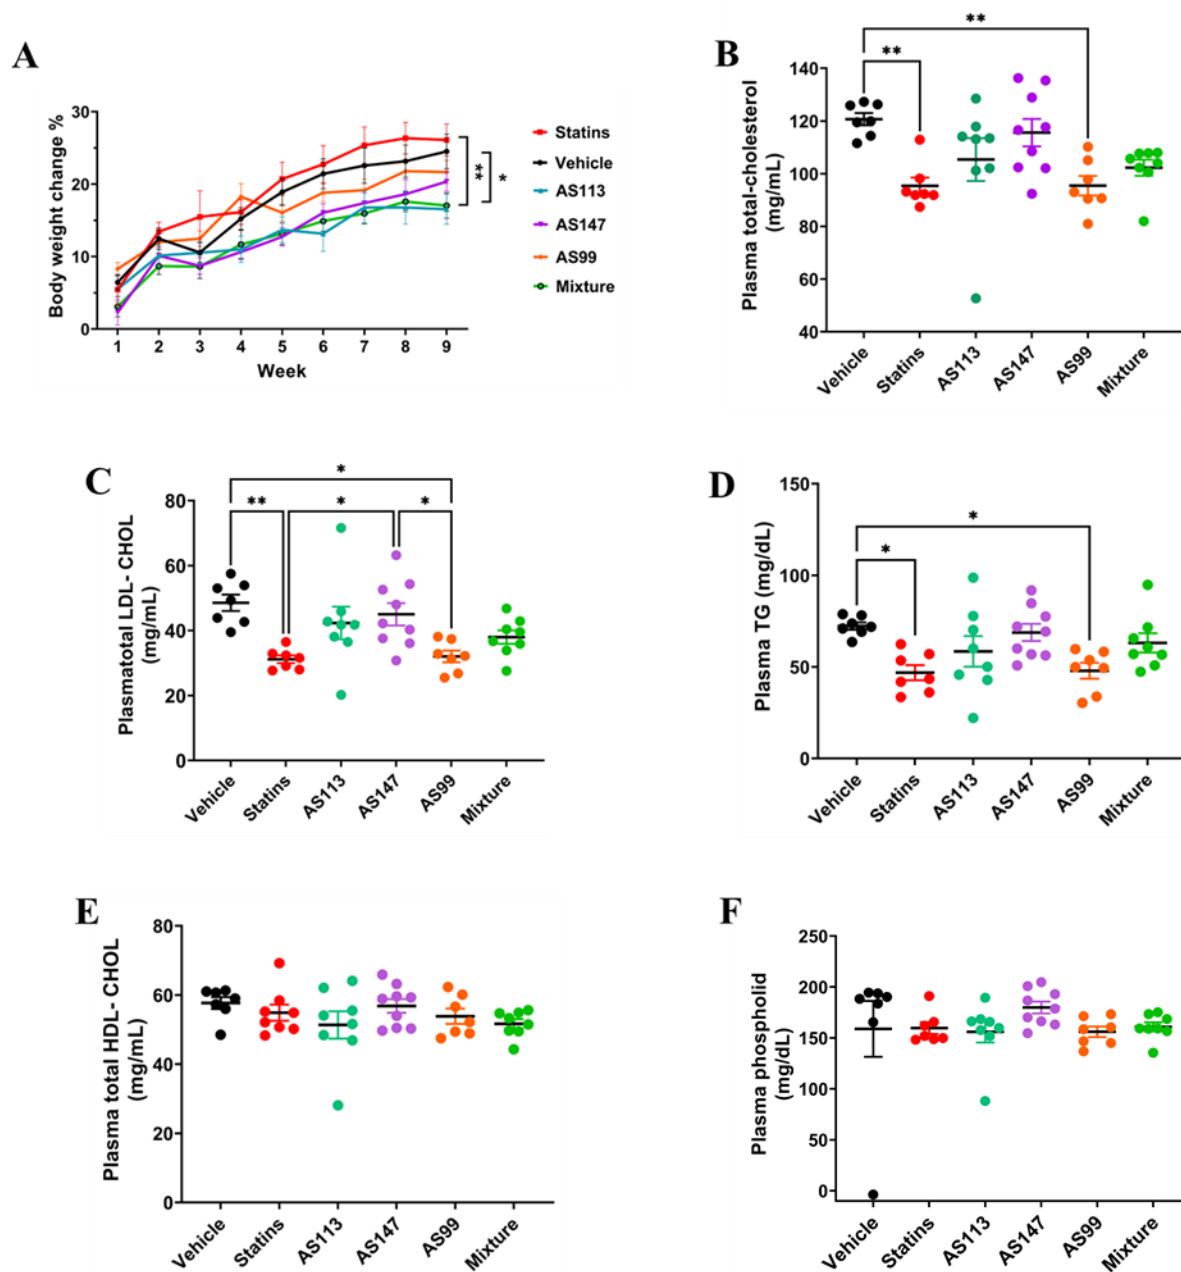 A
Body weight change %
30
20
10
0
1 2 3 4 5 6 7 8 9
Week
**
*
Statins
Vehicle
AS113
AS147
AS99
Mixture
B
**
**
Plasma total-cholesterol
(mg/mL)
140
120
100
80
60
40
Vehicle Statins AS113 AS147 AS99 Mixture
C
*
** * *
Plasmatotal LDL- CHOL
(mg/mL)
80
60
40
20
0
Vehicle Statins AS113 AS147 AS99 Mixture
D
*
*
Plasma TG (mg/dL)
150
100
50
0
Vehicle Statins AS113 AS147 AS99 Mixture
E
Plasma total HDL- CHOL
(mg/mL)
80
60
40
20
0
Vehicle Statins AS113 AS147 AS99 Mixture
F
Plasma phospholid
(mg/dL)
250
200
150
100
50
0
Vehicle Statins AS113 AS147 AS99 Mixture